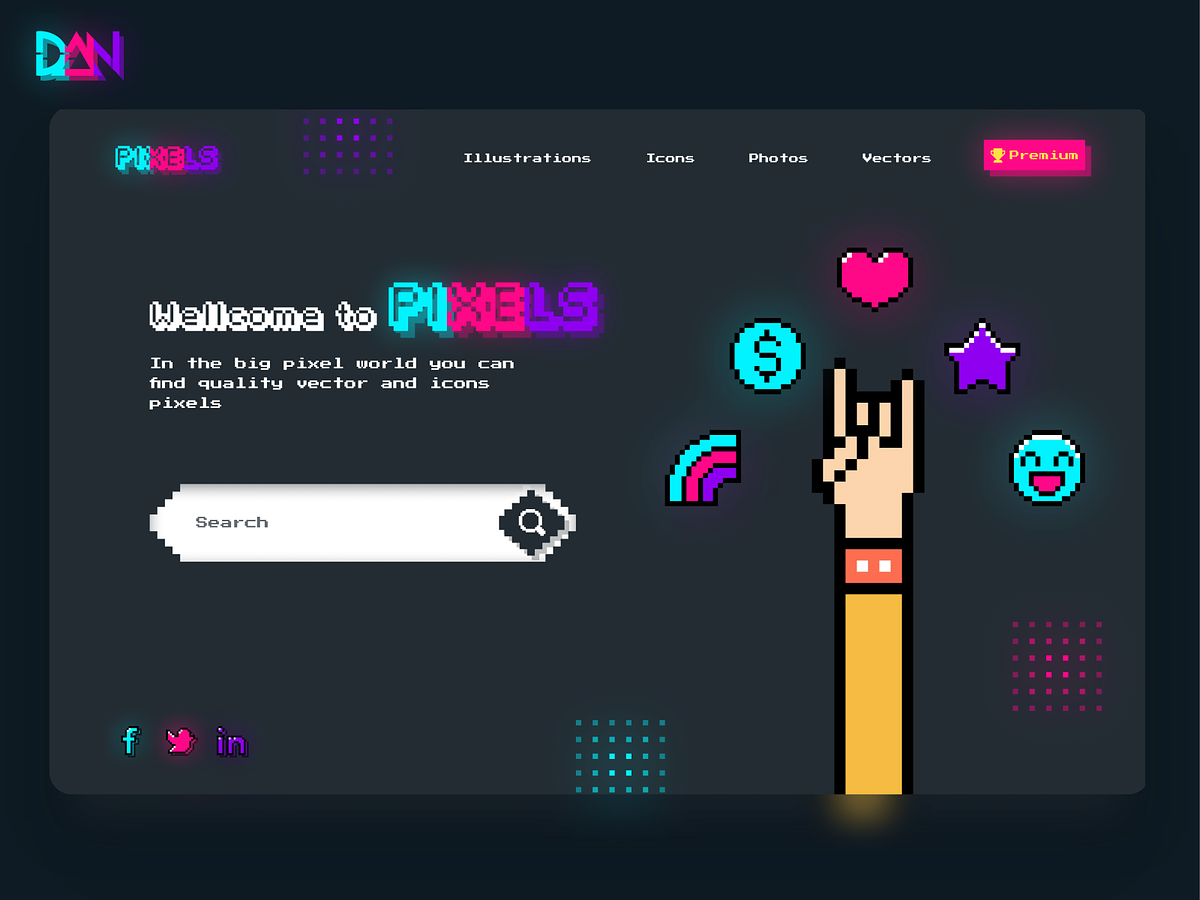 DAN
PIXELS
Illustrations Icons Photos Vectors Premium
Wellcome to PIXELS
In the big pixel world you can
find quality vector and icons
pixels
$
Search
f in